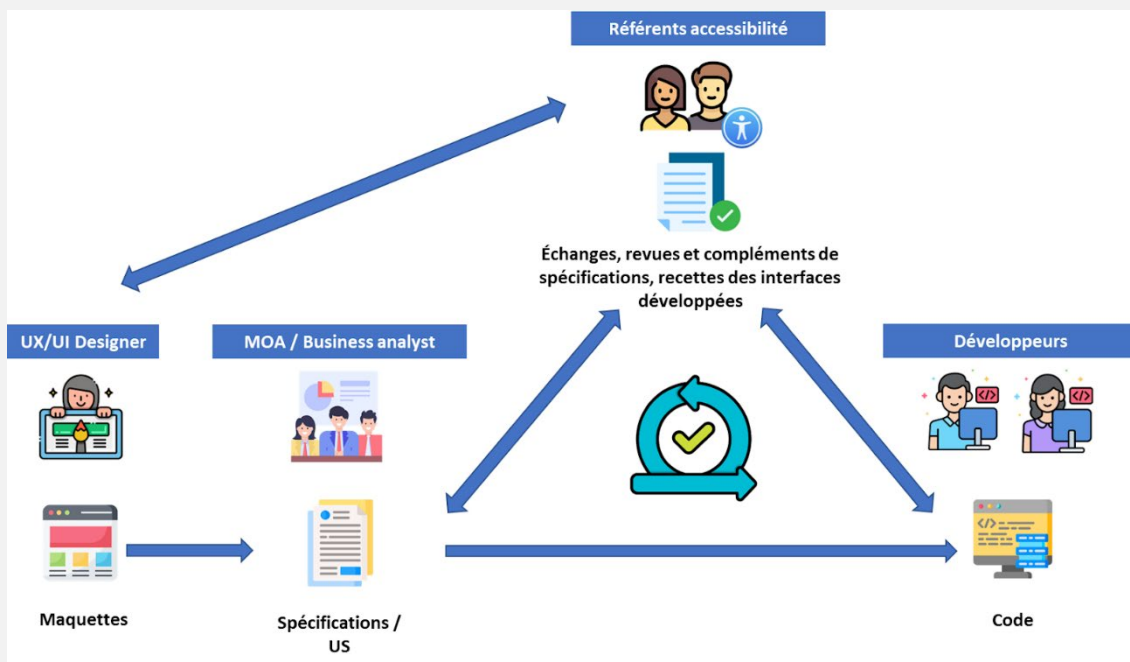 Référents accessibilité
Échanges, revues et compléments de
spécifications, recettes des interfaces
développées
UX/UI Designer
MOA / Business analyst
Développeurs
Maquettes
Spécifications /
US
Code